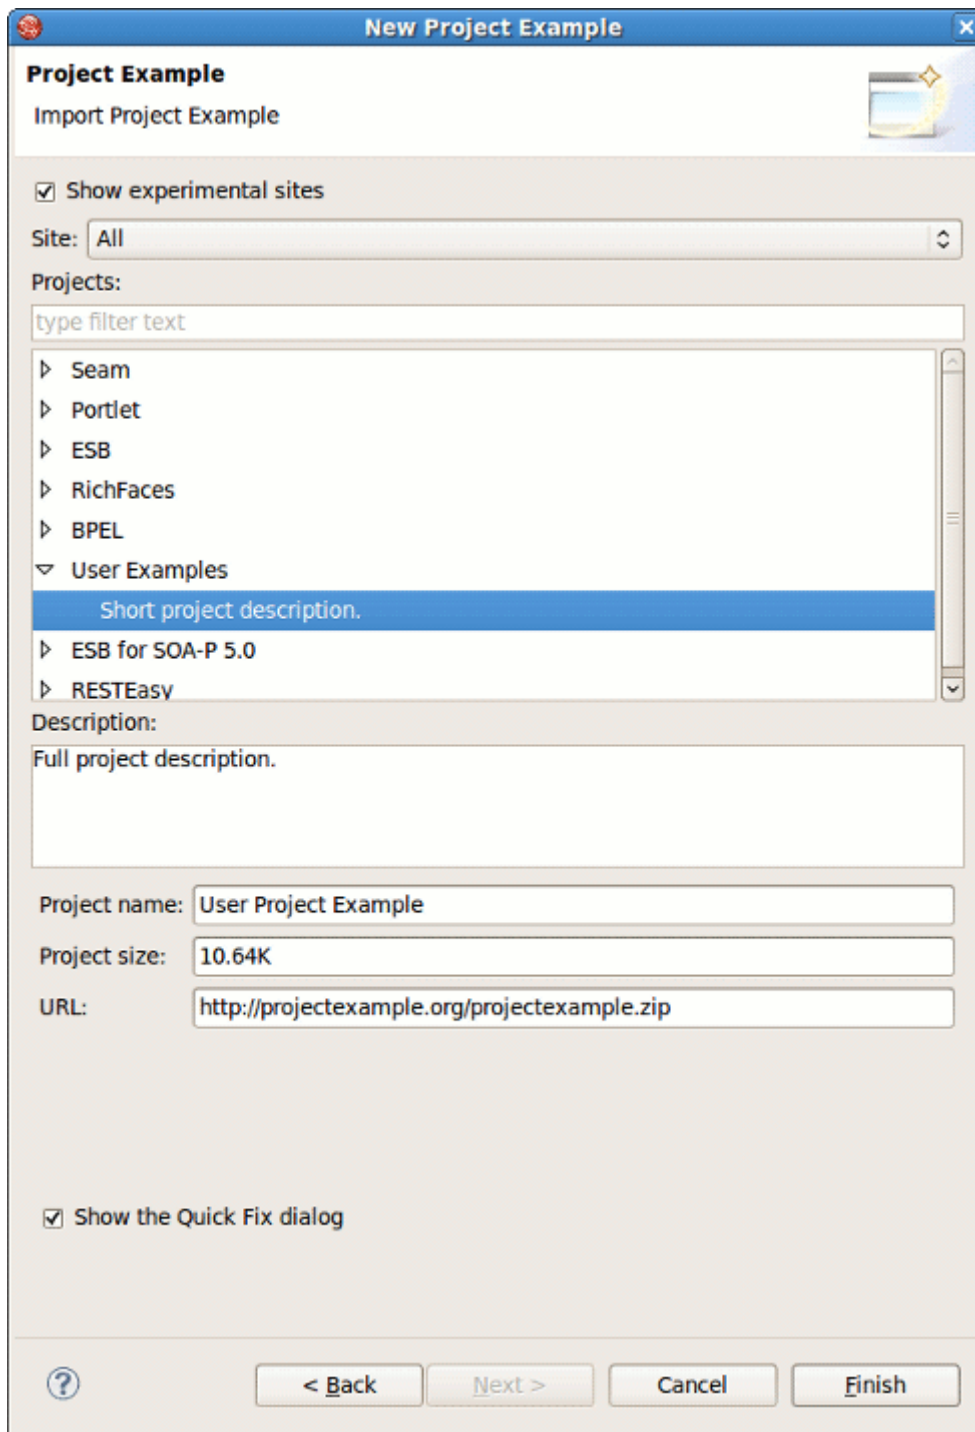 New Project Example
Project Example
Import Project Example
Show experimental sites
Site: All
Projects:
type filter text
Seam
Portlet
ESB
RichFaces
BPEL
User Examples
Short project description.
ESB for SOA-P 5.0
RESTEasy
Description:
Full project description.
Project name: User Project Example
Project size: 10.64K
URL: http://projectexample.org/projectexample.zip
Show the Quick Fix dialog
? < Back Next > Cancel Finish